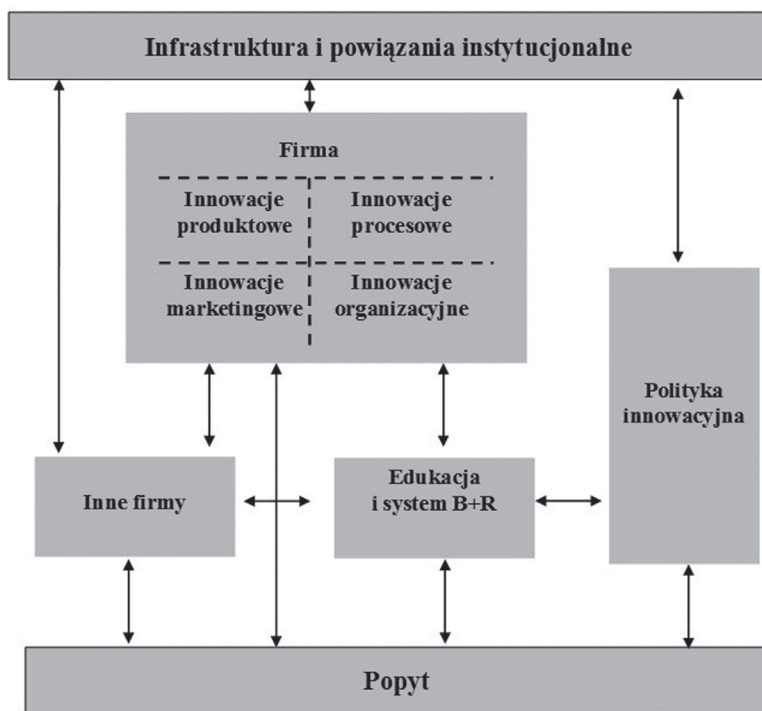 Infrastruktura i powiązania instytucjonalne
Firma
Innowacje
produktowe
Innowacje
procesowe
Innowacje
marketingowe
Innowacje
organizacyjne
Polityka
innowacyjna
Inne firmy
Edukacja
i system B+R
Popyt